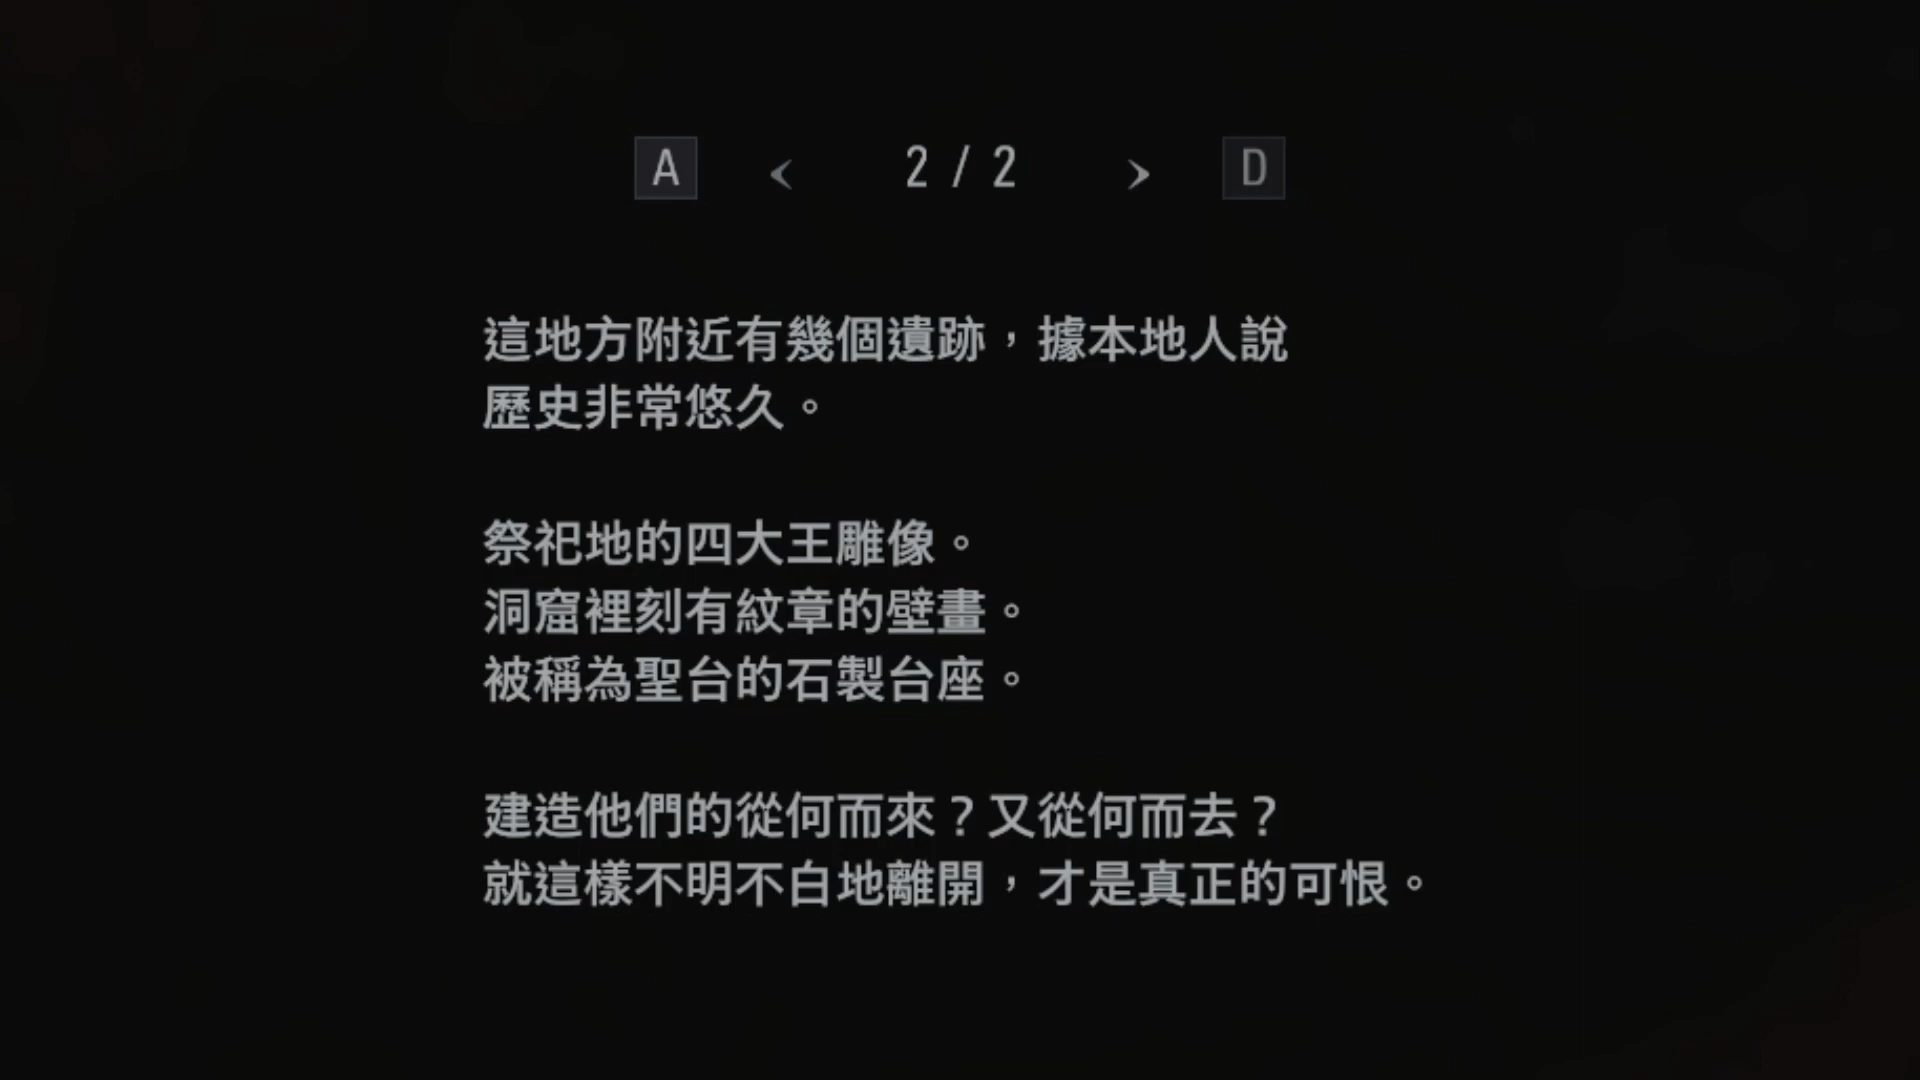 A < 2 / 2 > D
這地方附近有幾個遺跡，據本地人說
歷史非常悠久。
祭祀地的四大王雕像。
洞窟裡刻有紋章的壁畫。
被稱為聖台的石製台座。
建造他們的從何而來？又從何而去？
就這樣不明不白地離開，才是真正的可恨。